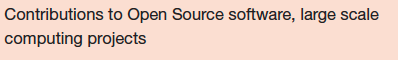 Contributions to Open Source software, large scale
computing projects